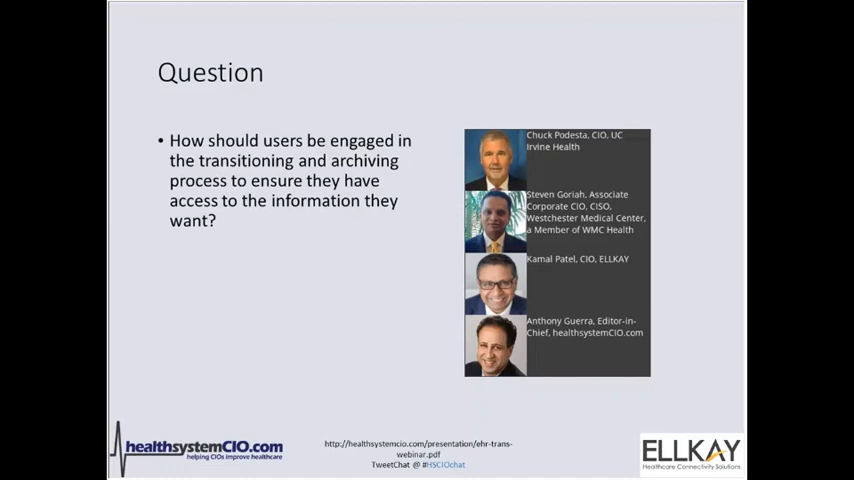 Question
• How should users be engaged in
the transitioning and archiving
process to ensure they have
access to the information they
want?
Chuck Podesta, CIO, UC
Irvine Health
Steven Goriah, Associate
Corporate CIO, CISO,
Westchester Medical Center,
a Member of WMC Health
Kamal Patel, CIO, ELLKAY
Anthony Guerra, Editor-in-
Chief, healthsystemCIO.com
healthsystemCIO.com
helping CIOs improve healthcare
http://healthsystemcio.com/presentation/ehr-trans-
webinar.pdf
TweetChat @ #HSCIOchat
ELLKAY
Healthcare Connectivity Solutions